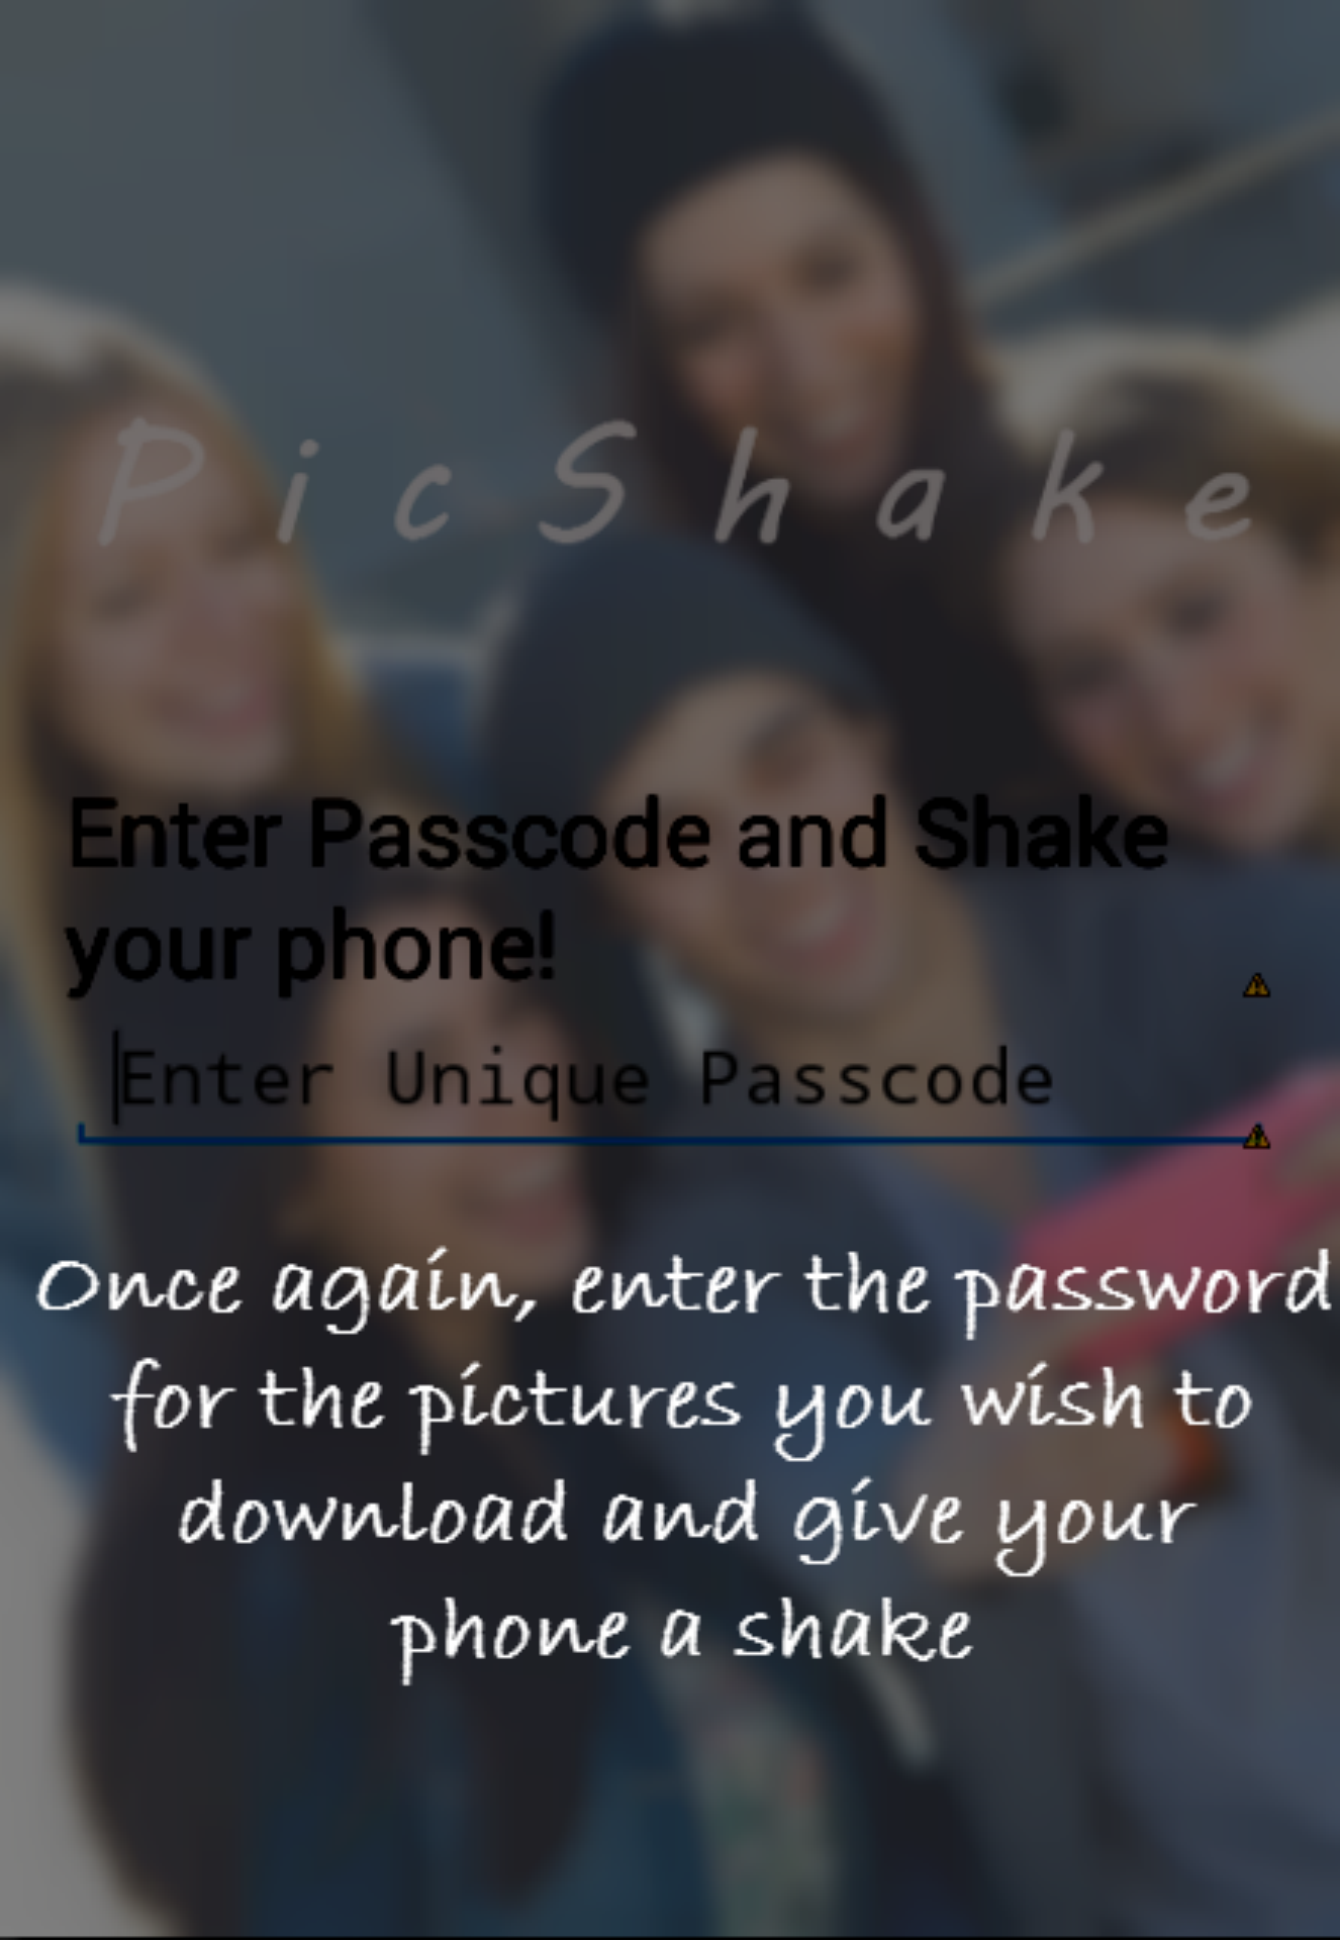 PicShake
Enter Passcode and Shake
your phone!
Enter Unique Passcode
Once again, enter the password
for the pictures you wish to
download and give your
phone a shake